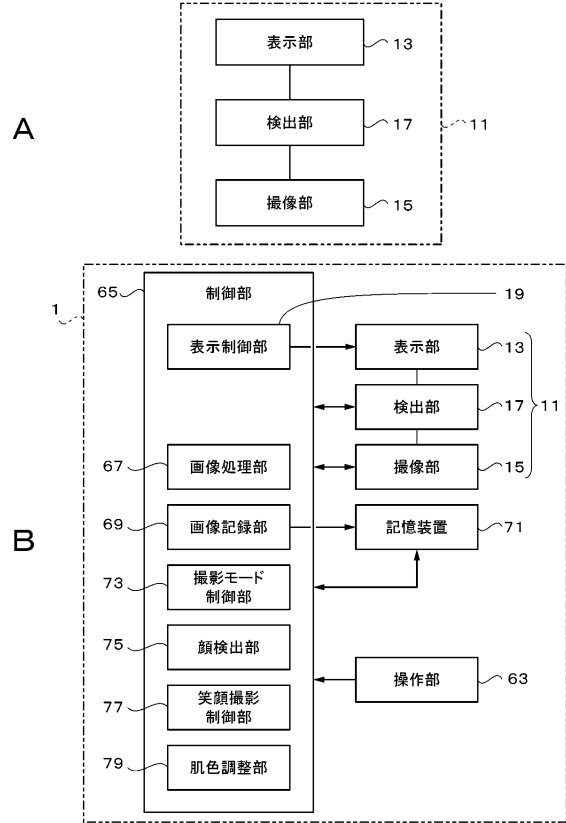 A
表示部
13
検出部
17
11
撮像部
15
B
1
65
制御部
19
表示制御部
表示部
13
検出部
17
11
67
画像処理部
撮像部
15
69
画像記録部
記憶装置
71
73
撮影モード
制御部
75
顔検出部
77
笑顔撮影
制御部
操作部
63
79
肌色調整部